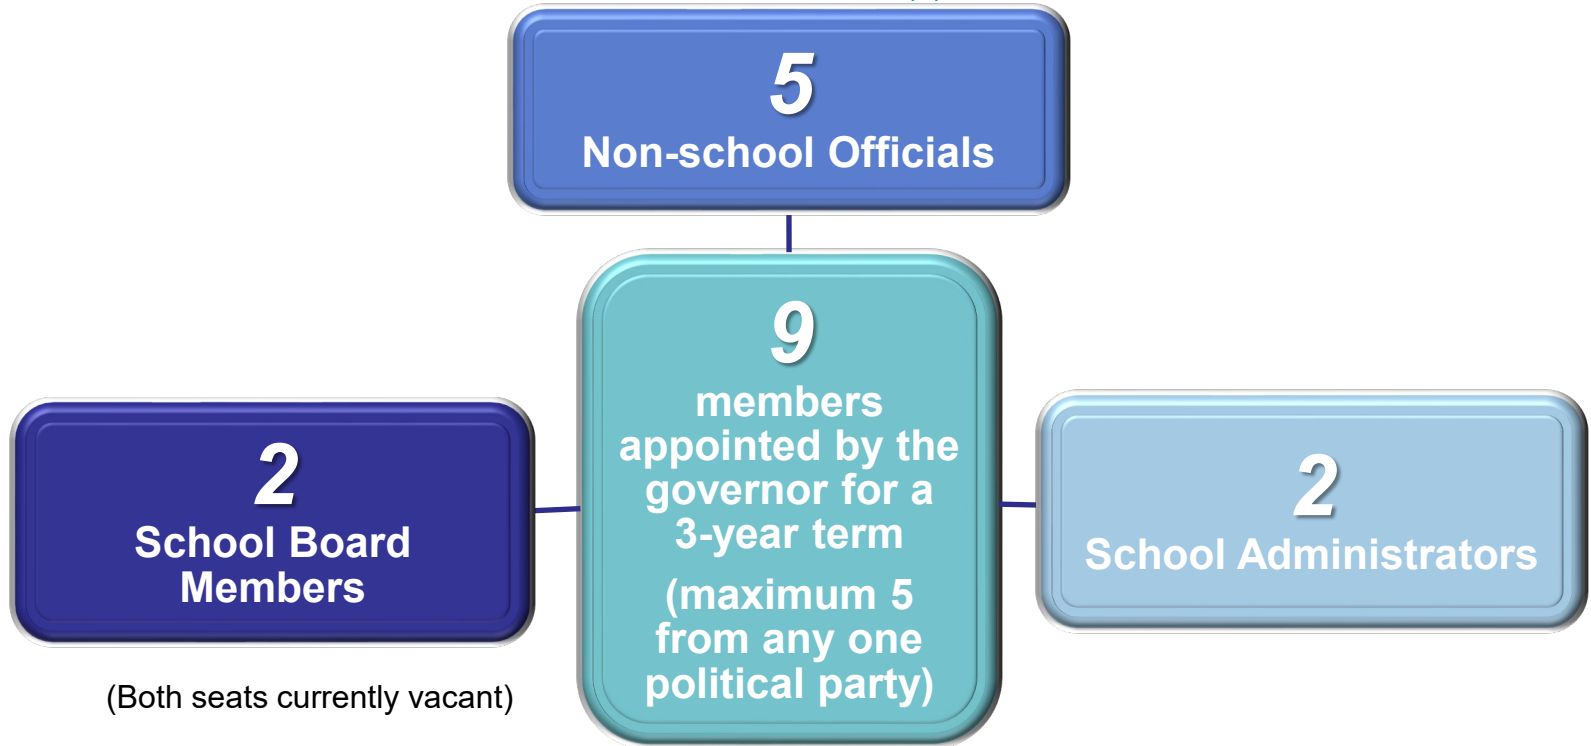 5
Non-school Officials
9
members
appointed by the
governor for a
3-year term
(maximum 5
from any one
political party)
2
School Board
Members
(Both seats currently vacant)
2
School Administrators